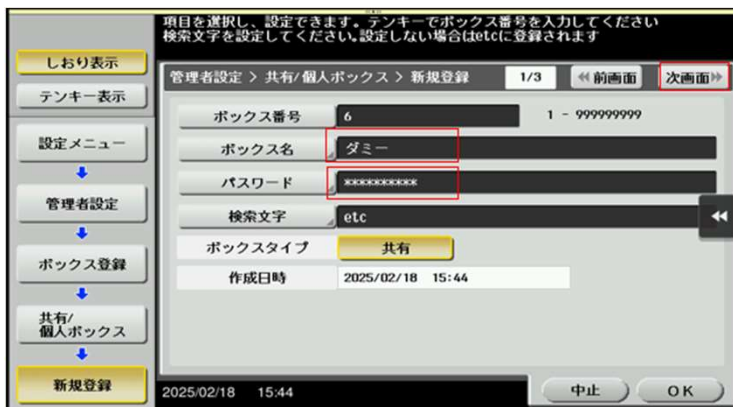 項目を選択し、設定できます。テンキーでボックス番号を入力してください
検索文字を設定してください。設定しない場合はetcに登録されます
しおり表示
テンキー表示
設定メニュー
管理者設定
ボックス登録
共有/
個人ボックス
新規登録
管理者設定 > 共有/個人ボックス > 新規登録 1/3 前画面 次画面
ボックス番号 6 1 - 999999999
ボックス名 ダミー
パスワード **********
検索文字 etc
ボックスタイプ 共有
作成日時 2025/02/18 15:44
2025/02/18 15:44 中止 OK